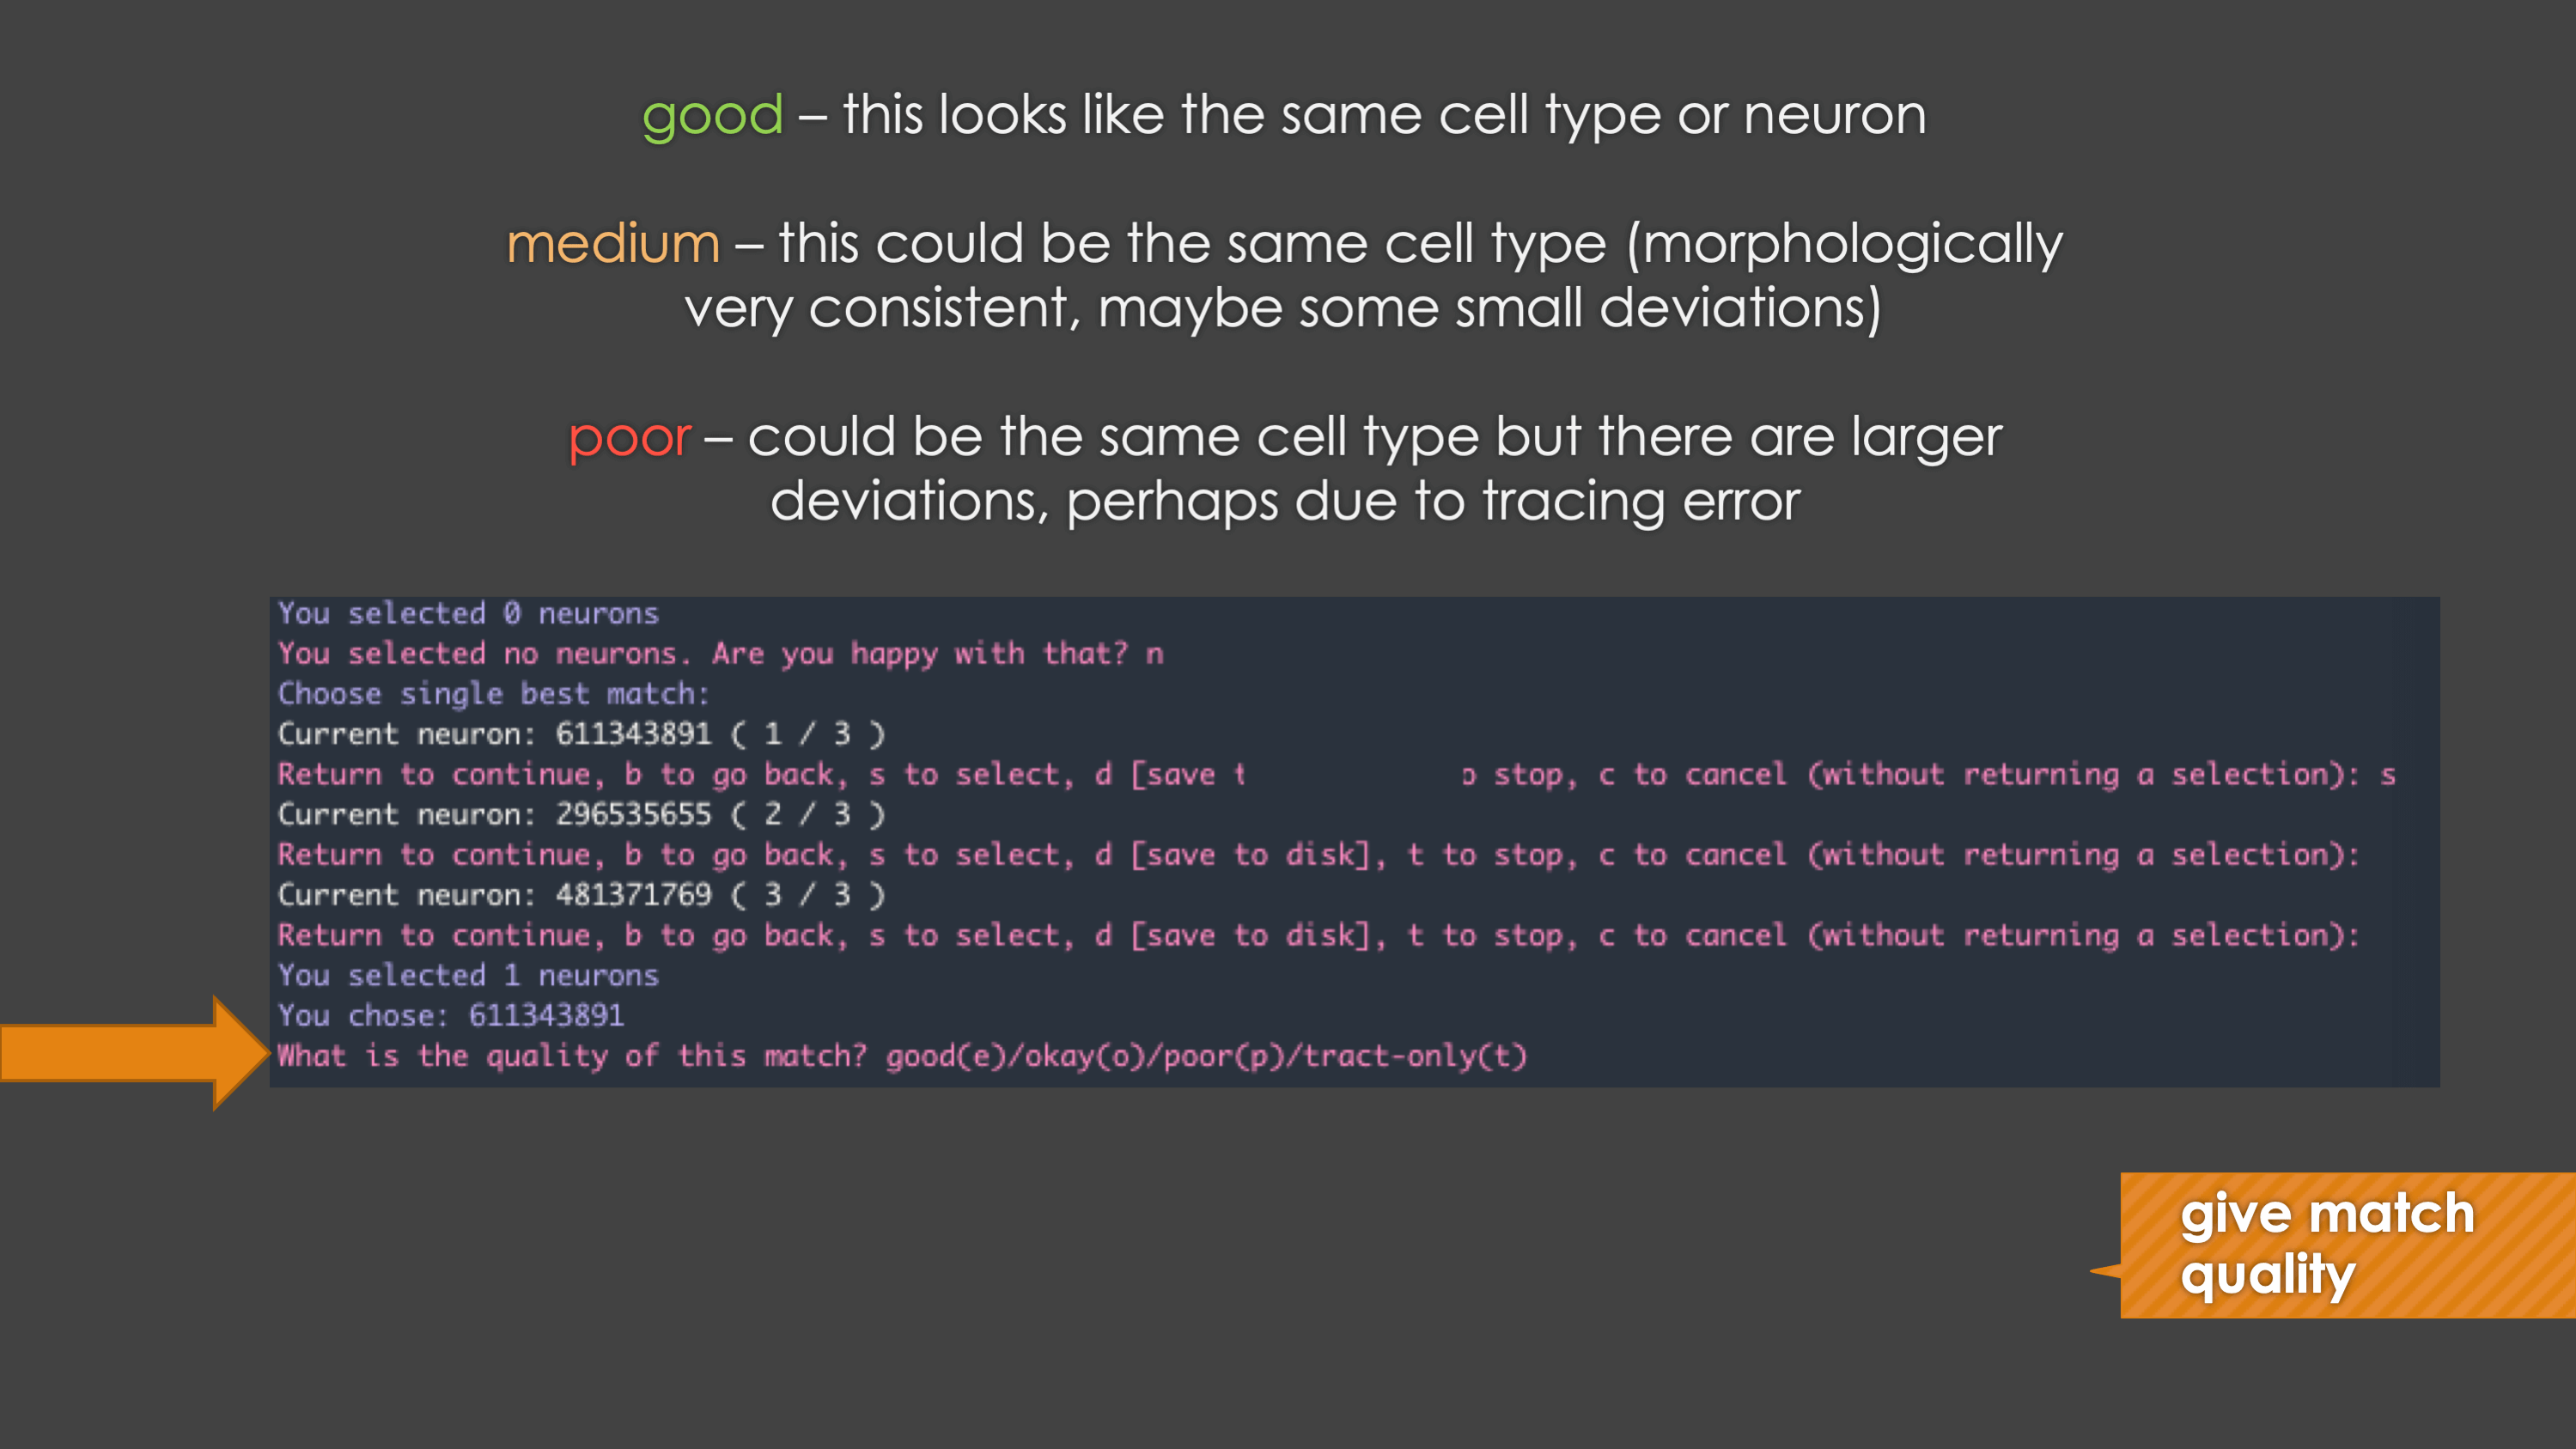 good – this looks like the same cell type or neuron
medium – this could be the same cell type (morphologically
very consistent, maybe some small deviations)
poor – could be the same cell type but there are larger
deviations, perhaps due to tracing error
You selected 0 neurons
You selected no neurons. Are you happy with that? n
Choose single best match:
Current neuron: 611343891 ( 1 / 3 )
Return to continue, b to go back, s to select, d [save t stop, c to cancel (without returning a selection): s
Current neuron: 296535655 ( 2 / 3 )
Return to continue, b to go back, s to select, d [save to disk], t to stop, c to cancel (without returning a selection):
Current neuron: 481371769 ( 3 / 3 )
Return to continue, b to go back, s to select, d [save to disk], t to stop, c to cancel (without returning a selection):
You selected 1 neurons
You chose: 611343891
What is the quality of this match? good(e)/okay(o)/poor(p)/tract-only(t)
give match
quality